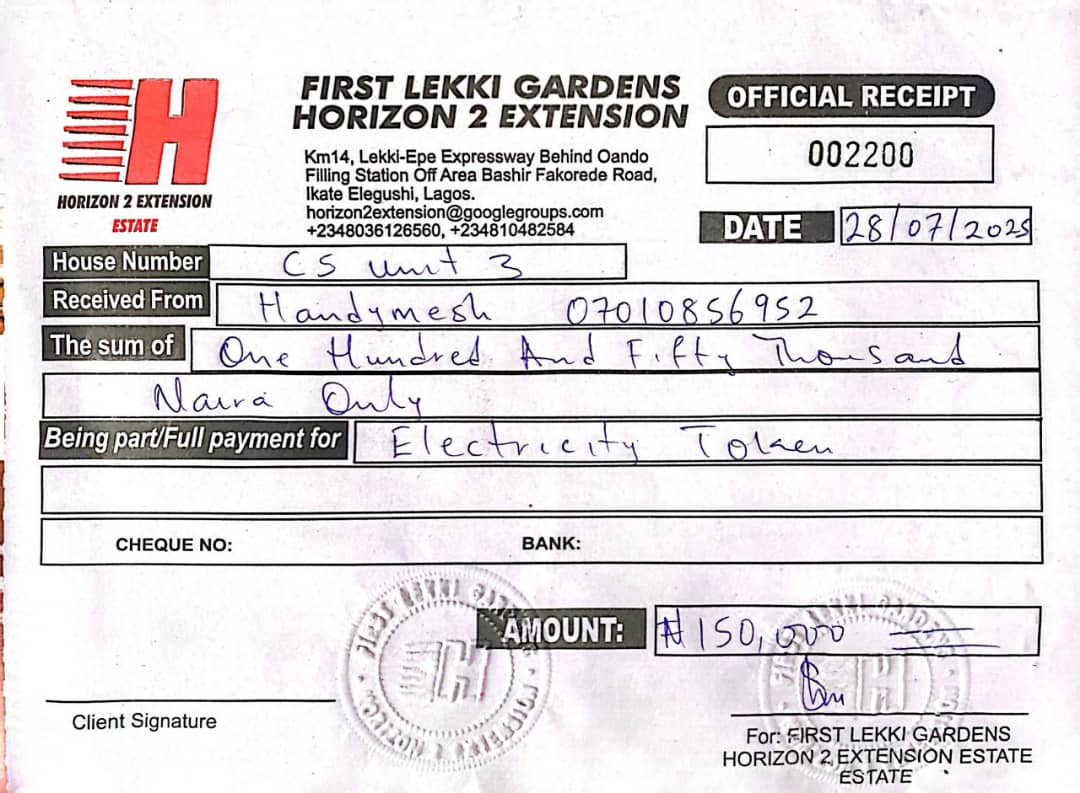 FIRST LEKKI GARDENS
HORIZON 2 EXTENSION
Km14, Lekki-Epe Expressway Behind Oando
Filling Station Off Area Bashir Fakorede Road,
Ikate Elegushi, Lagos.
horizon2extension@googlegroups.com
+2348036126560, +234810482584
HORIZON 2 EXTENSION
ESTATE
OFFICIAL RECEIPT
002200
DATE 28/07/2025
House Number C5 unit 3
Received From Handymesh 07010856952
The sum of One Hundred And Fifty Thousand
Naira Only
Being part/Full payment for Electricity Token
CHEQUE NO: BANK:
AMOUNT: ₦150,000
Client Signature
For: FIRST LEKKI GARDENS
HORIZON 2 EXTENSION ESTATE
ESTATE